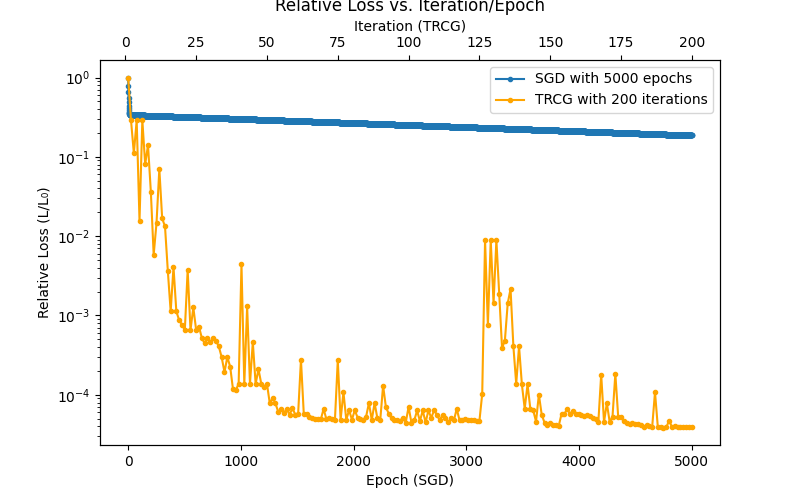 Relative Loss vs. Iteration/Epoch
Iteration (TRCG)
0 25 50 75 100 125 150 175 200
SGD with 5000 epochs
TRCG with 200 iterations
Relative Loss (L/L₀)
10⁰
10⁻¹
10⁻²
10⁻³
10⁻⁴
0 1000 2000 3000 4000 5000
Epoch (SGD)